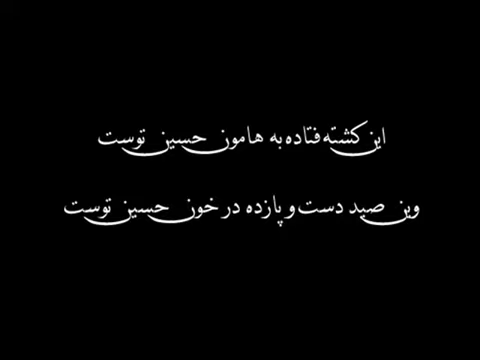 این کشته فتاده به هامون حسین توست
وین صید دست و پا زده در خون حسین توست